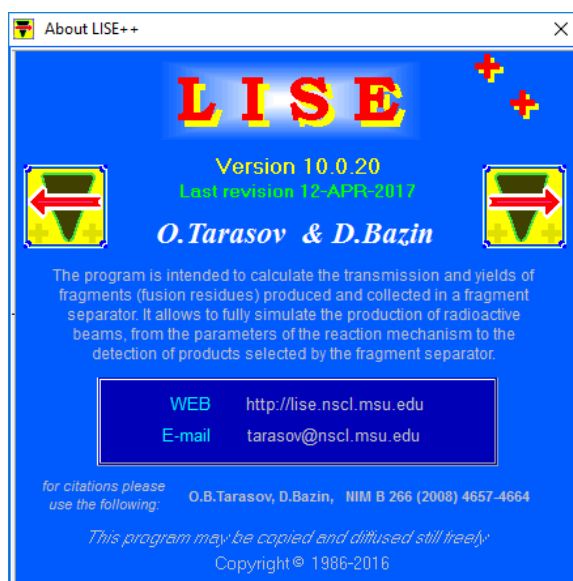 About LISE++
LISE ++
Version 10.0.20
Last revision 12-APR-2017
O.Tarasov & D.Bazin
The program is intended to calculate the transmission and yields of
fragments (fusion residues) produced and collected in a fragment
separator. It allows to fully simulate the production of radioactive
beams, from the parameters of the reaction mechanism to the
detection of products selected by the fragment separator.
WEB http://lise.nscl.msu.edu
E-mail tarasov@nscl.msu.edu
for citations please
use the following:
O.B.Tarasov, D.Bazin, NIM B 266 (2008) 4657-4664
This program may be copied and diffused still freely
Copyright © 1986-2016